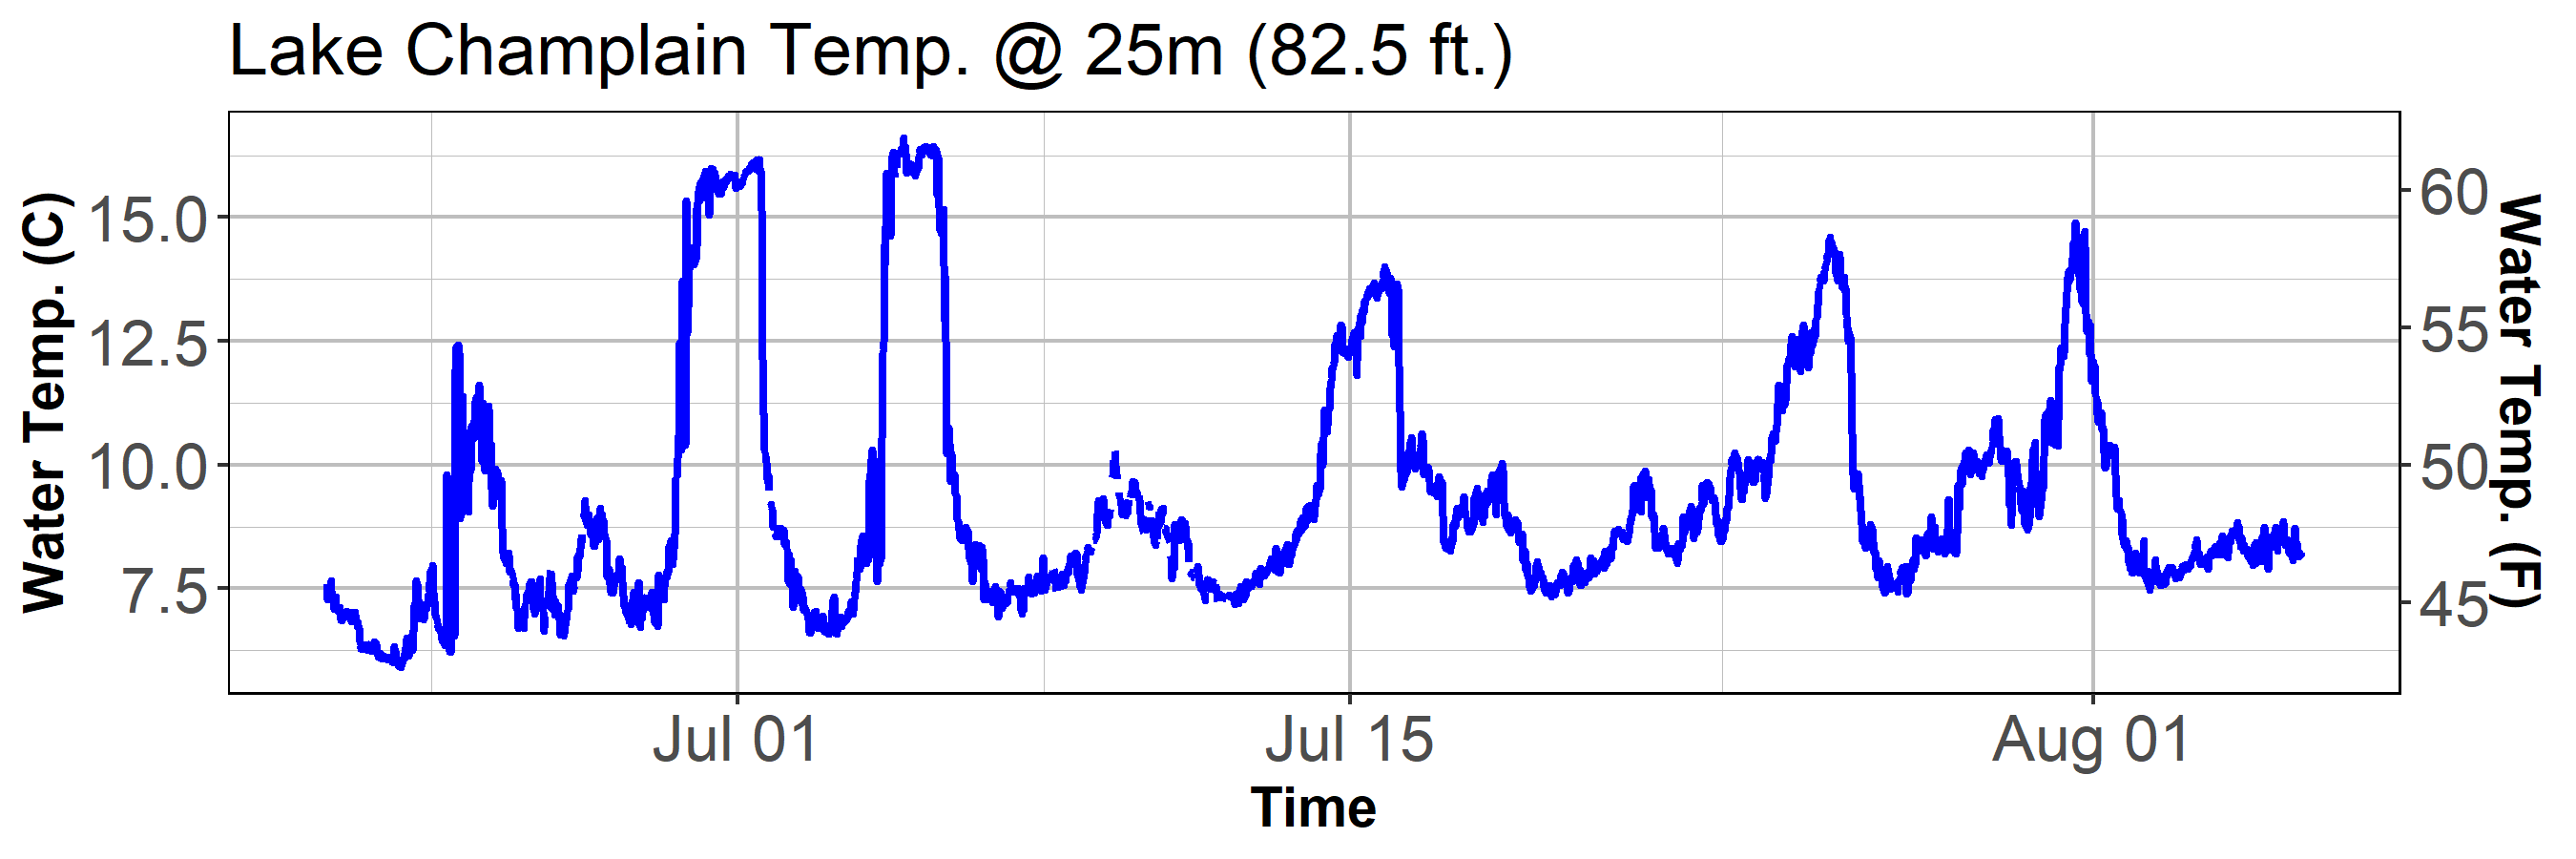 Lake Champlain Temp. @ 25m (82.5 ft.)
Water Temp. (C)
15.0
12.5
10.0
7.5
60
55
50
45
Water Temp. (F)
Jul 01
Jul 15
Aug 01
Time